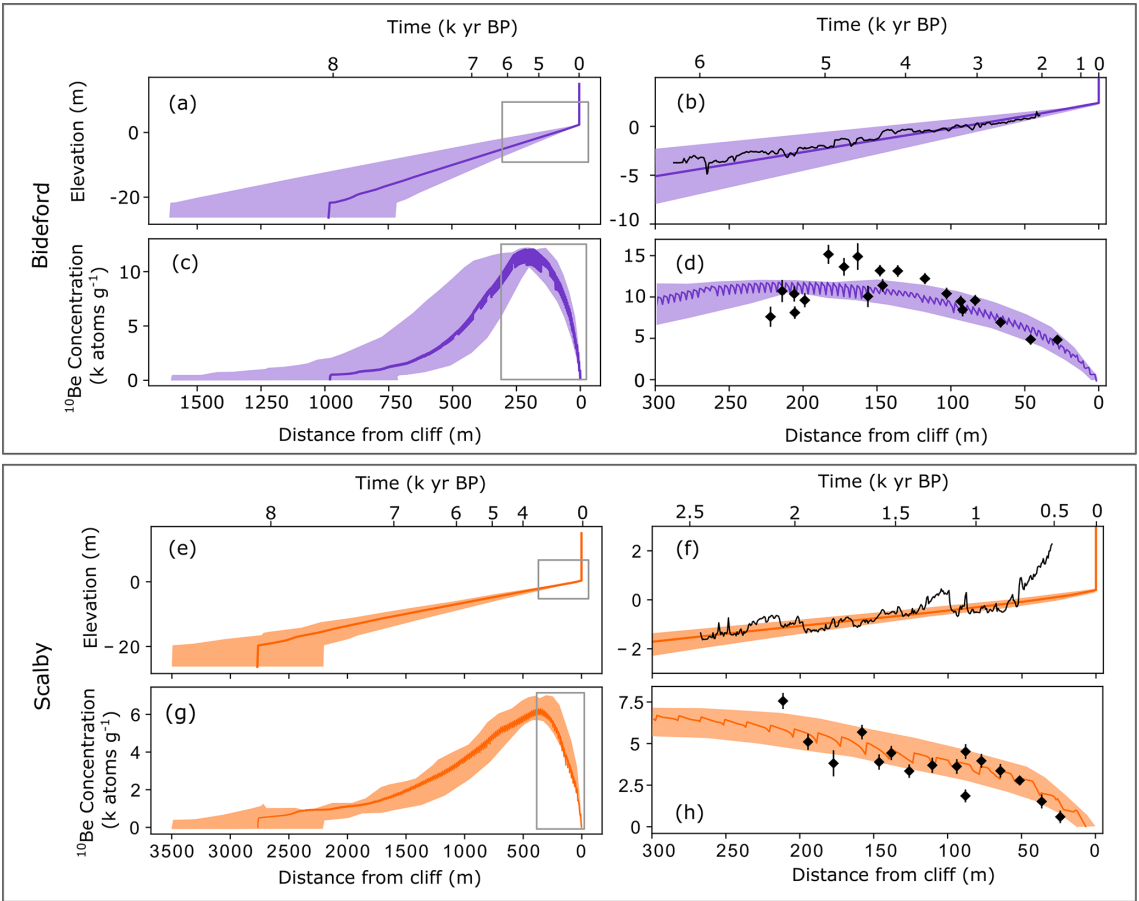 Time (k yr BP)
Time (k yr BP)
8 7 6 5 0
6 5 4 3 2 1 0
Bideford
Elevation (m)
(a)
0
-20
(b)
0
-5
-10
¹⁰Be Concentration
(k atoms g⁻¹)
(c)
10
0
(d)
15
10
5
0
1500 1250 1000 750 500 250 0
300 250 200 150 100 50 0
Distance from cliff (m)
Distance from cliff (m)
Time (k yr BP)
Time (k yr BP)
8 7 6 5 4 0
2.5 2 1.5 1 0.5 0
Scalby
Elevation (m)
(e)
0
−20
(f)
2
0
−2
¹⁰Be Concentration
(k atoms g⁻¹)
(g)
6
4
2
0
(h)
7.5
5
2.5
0
3500 3000 2500 2000 1500 1000 500 0
300 250 200 150 100 50 0
Distance from cliff (m)
Distance from cliff (m)